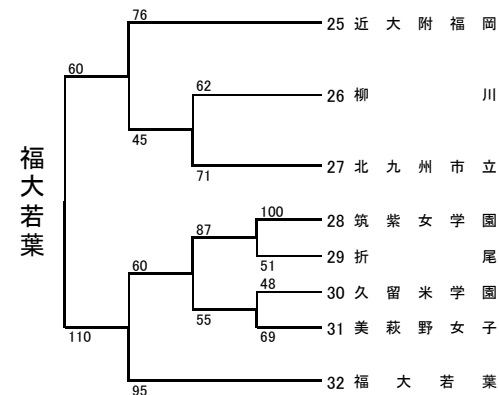 76
25 近大附福岡
60
62
26 柳川
45
71
27 北九州市立
福大若葉
100
28 筑紫女学園
87
51
29 折尾
60
48
30 久留米学園
55
69
31 美萩野女子
110
95
32 福大若葉